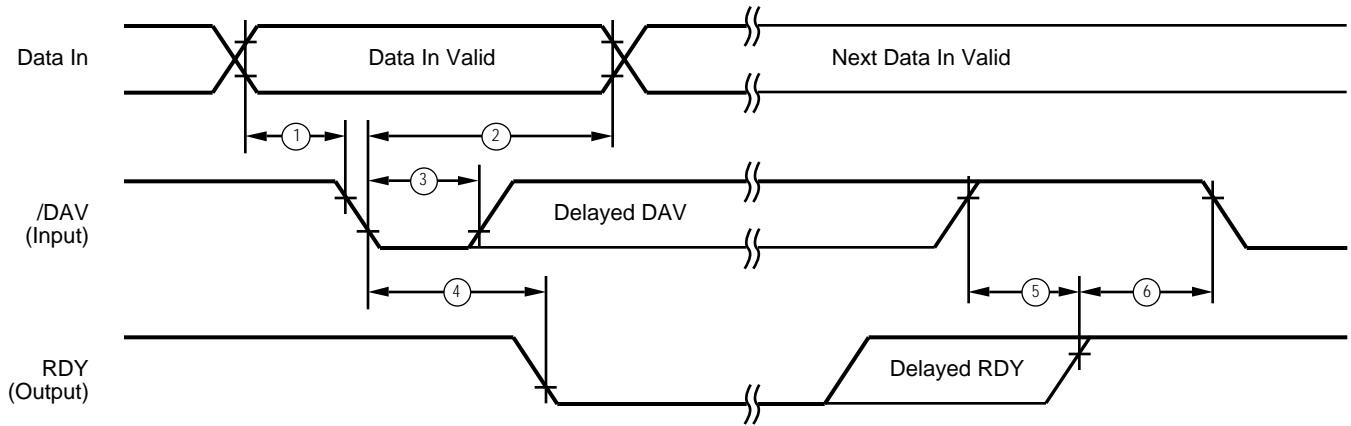 Data In
Data In Valid
Next Data In Valid
1
2
3
/DAV
(Input)
Delayed DAV
4
5
6
RDY
(Output)
Delayed RDY